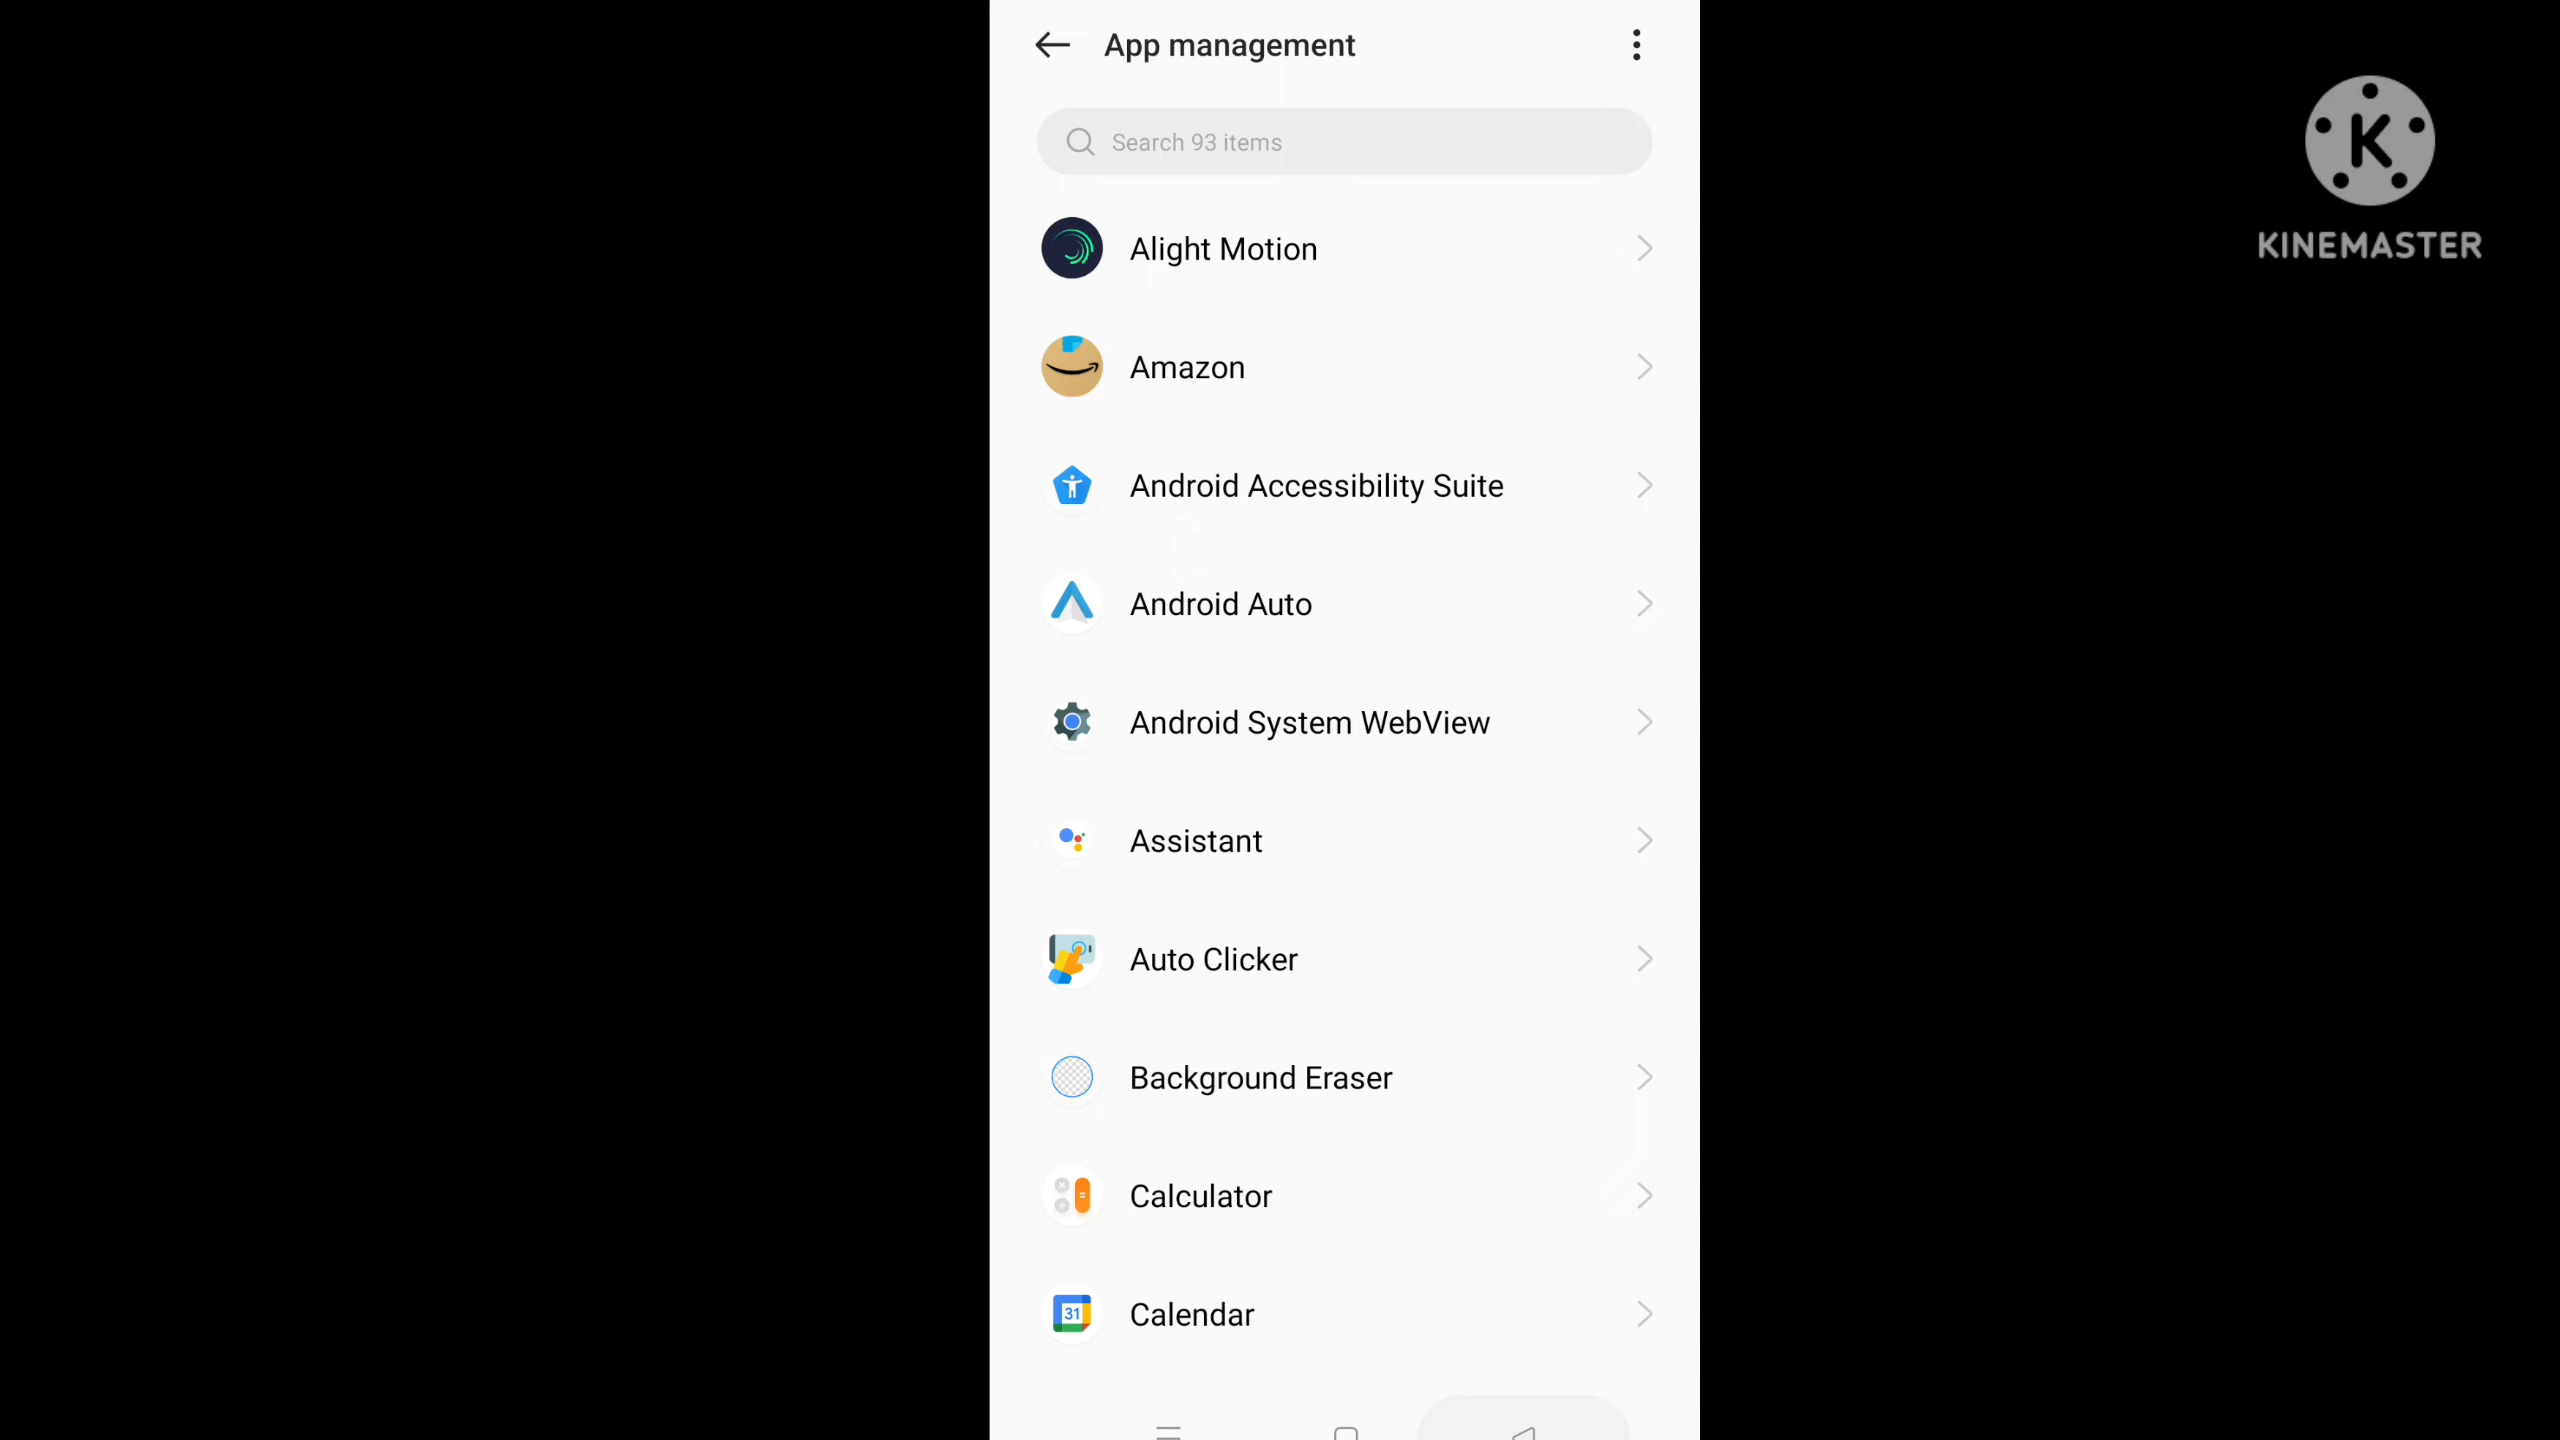 App management
Search 93 items
Alight Motion
Amazon
Android Accessibility Suite
Android Auto
Android System WebView
Assistant
Auto Clicker
Background Eraser
Calculator
31
Calendar
K
KINEMASTER